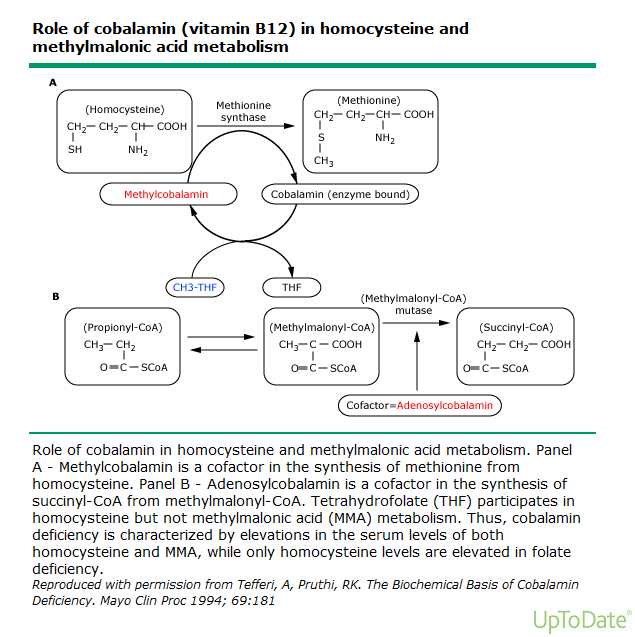 Role of cobalamin (vitamin B12) in homocysteine and
methylmalonic acid metabolism
A
(Homocysteine)
CH2— CH2— CH— COOH
SH NH2
Methionine
synthase
(Methionine)
CH2— CH2—CH— COOH
S NH2
CH3
Methylcobalamin
Cobalamin (enzyme bound)
CH3-THF
THF
B
(Propionyl-CoA)
CH3— CH2
O=C—SCoA
(Methylmalonyl-CoA)
CH3—C — COOH
O=C—SCoA
(Methylmalonyl-CoA)
mutase
(Succinyl-CoA)
CH2— CH2— COOH
O=C — SCoA
Cofactor=Adenosylcobalamin
Role of cobalamin in homocysteine and methylmalonic acid metabolism. Panel
A - Methylcobalamin is a cofactor in the synthesis of methionine from
homocysteine. Panel B - Adenosylcobalamin is a cofactor in the synthesis of
succinyl-CoA from methylmalonyl-CoA. Tetrahydrofolate (THF) participates in
homocysteine but not methylmalonic acid (MMA) metabolism. Thus, cobalamin
deficiency is characterized by elevations in the serum levels of both
homocysteine and MMA, while only homocysteine levels are elevated in folate
deficiency.
Reproduced with permission from Tefferi, A, Pruthi, RK. The Biochemical Basis of Cobalamin
Deficiency. Mayo Clin Proc 1994; 69:181
UpToDate®